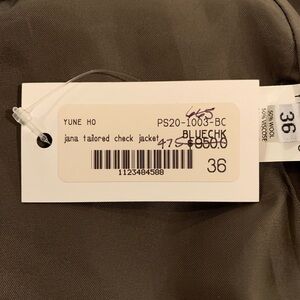 YUNE HO
PS20-1003-BC
665
jana tailored check jacket
BLUECHK
475
$950.0
1123484588
36
36
50% WOOL
50% VISCOSE